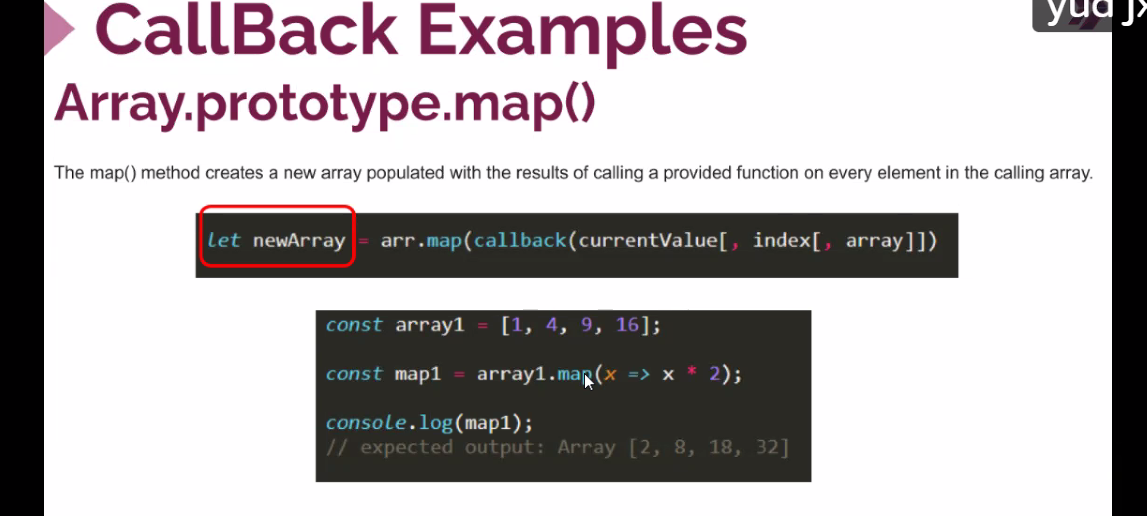 CallBack Examples
Array.prototype.map()
The map() method creates a new array populated with the results of calling a provided function on every element in the calling array.
let newArray = arr.map(callback(currentValue[, index[, array]])
const array1 = [1, 4, 9, 16];
const map1 = array1.map(x => x * 2);
console.log(map1);
// expected output: Array [2, 8, 18, 32]